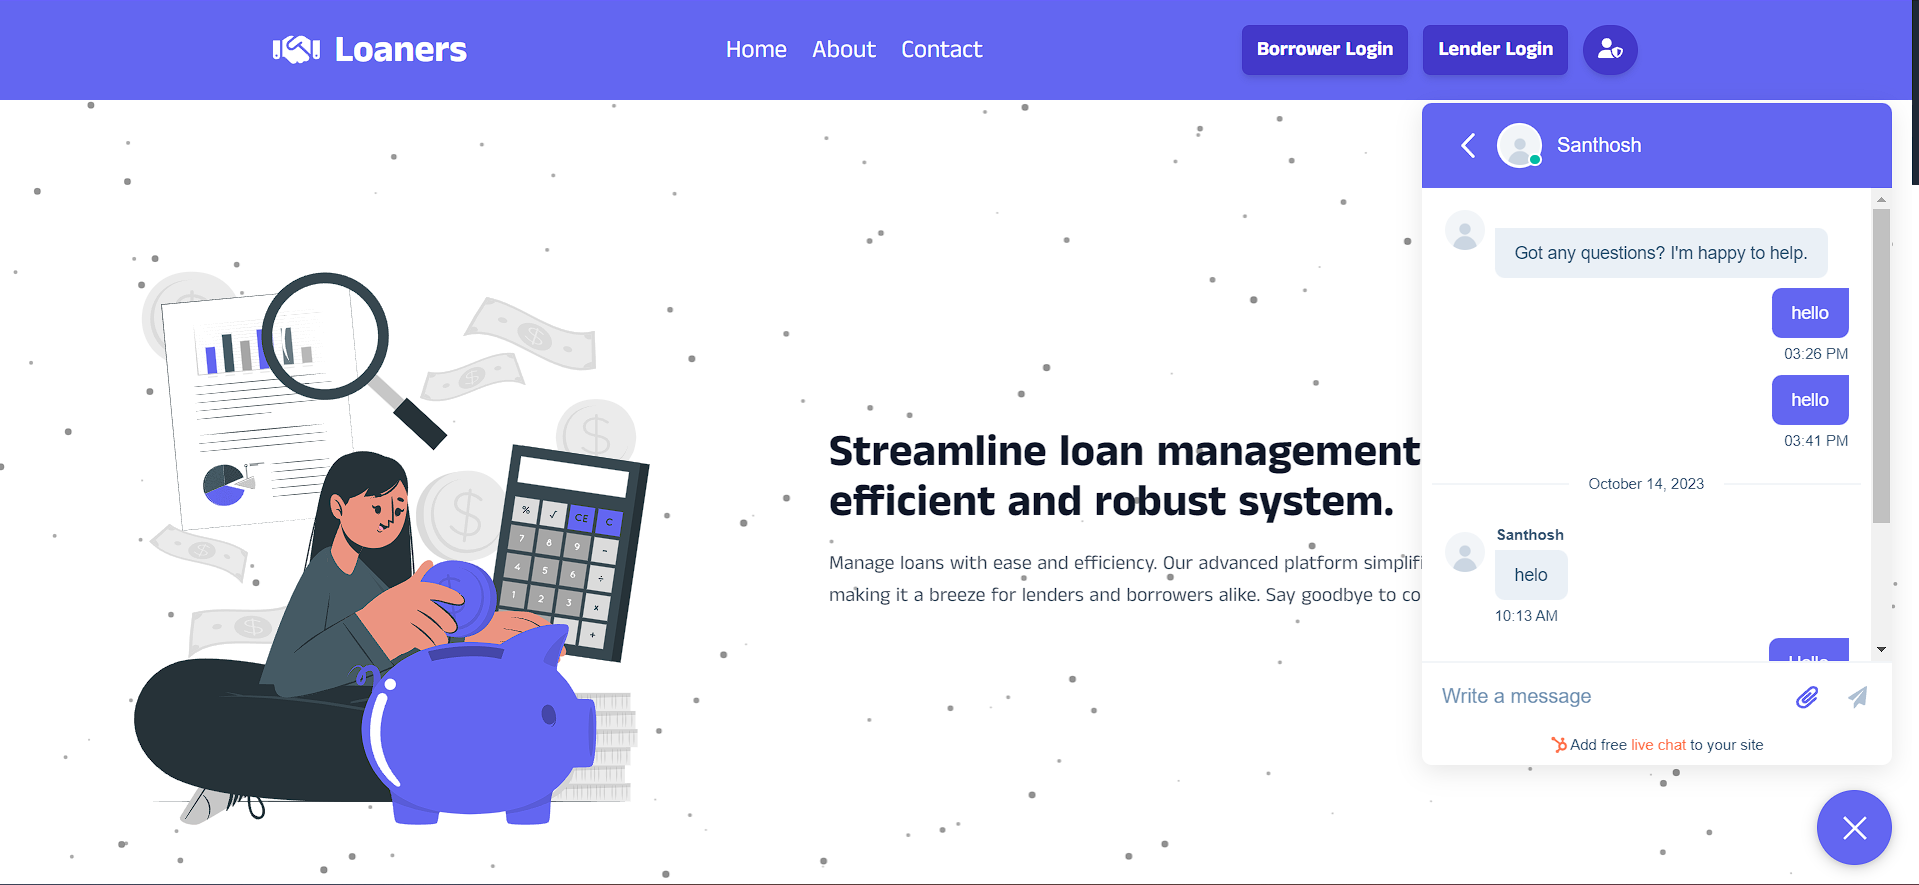 Loaners
Home About Contact
Borrower Login Lender Login
Streamline loan management
efficient and robust system.
Manage loans with ease and efficiency. Our advanced platform simplifi
making it a breeze for lenders and borrowers alike. Say goodbye to co
% √ CE C
7 8 9 -
4 5 6 ÷
1 2 3 x
+
Santhosh
Got any questions? I'm happy to help.
hello
03:26 PM
hello
03:41 PM
October 14, 2023
Santhosh
helo
10:13 AM
Hello
Write a message
Add free live chat to your site